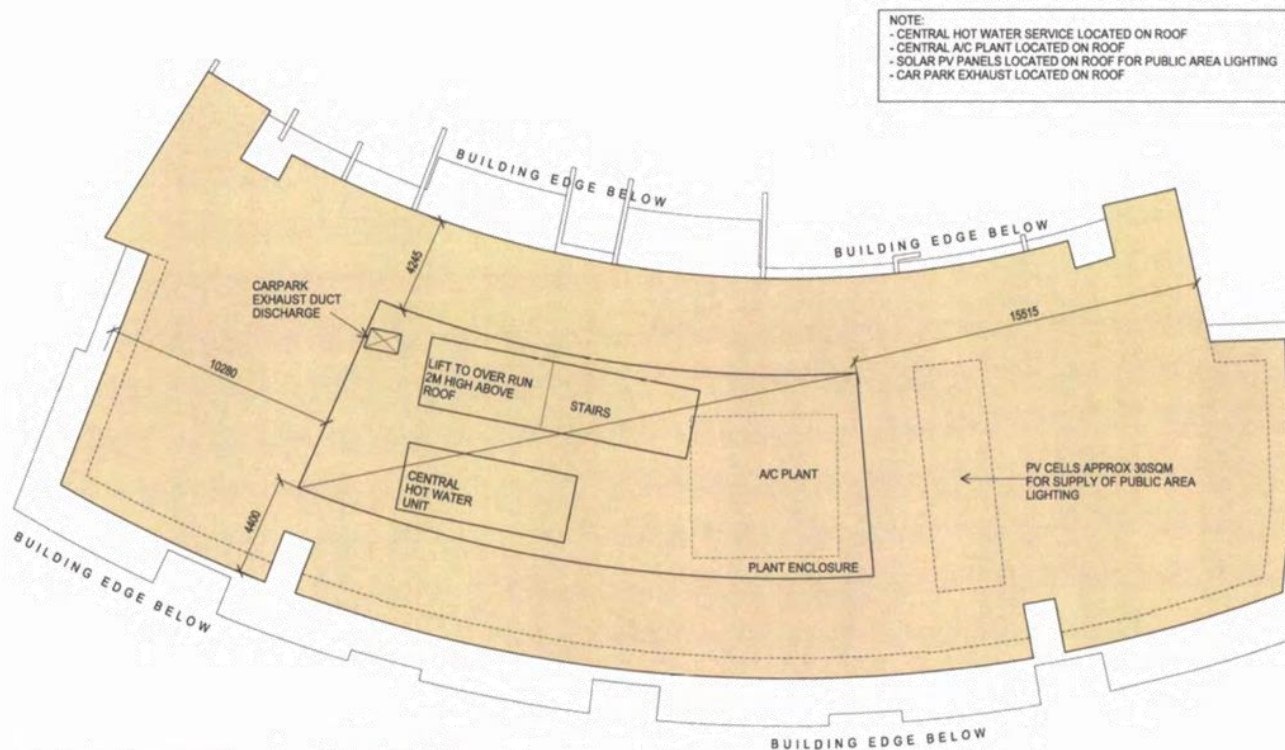 NOTE:
- CENTRAL HOT WATER SERVICE LOCATED ON ROOF
- CENTRAL A/C PLANT LOCATED ON ROOF
- SOLAR PV PANELS LOCATED ON ROOF FOR PUBLIC AREA LIGHTING
- CAR PARK EXHAUST LOCATED ON ROOF
BUILDING EDGE BELOW
BUILDING EDGE BELOW
4245
CARPARK
EXHAUST DUCT
DISCHARGE
15515
10280
LIFT TO OVER RUN
2M HIGH ABOVE
ROOF
STAIRS
A/C PLANT
PV CELLS APPROX 30SQM
FOR SUPPLY OF PUBLIC AREA
LIGHTING
CENTRAL
HOT WATER
UNIT
4400
PLANT ENCLOSURE
BUILDING EDGE BELOW
BUILDING EDGE BELOW